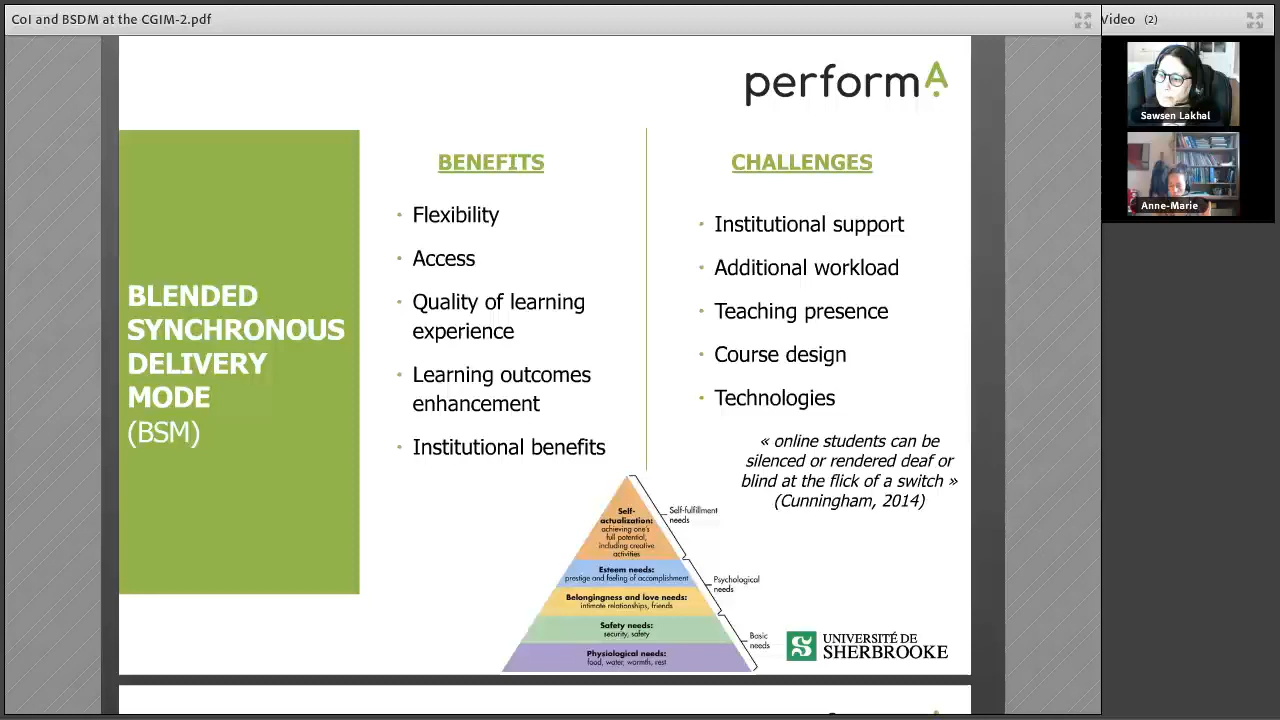 CoI and BSDM at the CGIM-2.pdf
Video (2)
Sawsen Lakhal
Anne-Marie
performA
BLENDED
SYNCHRONOUS
DELIVERY
MODE
(BSM)
BENEFITS
• Flexibility
• Access
• Quality of learning
experience
• Learning outcomes
enhancement
• Institutional benefits
CHALLENGES
• Institutional support
• Additional workload
• Teaching presence
• Course design
• Technologies
« online students can be
silenced or rendered deaf or
blind at the flick of a switch »
(Cunningham, 2014)
Self-
actualization:
achieving one's
full potential,
including creative
activities
Self-fulfillment
needs
Esteem needs:
prestige and feeling of accomplishment
Psychological
needs
Belongingness and love needs:
intimate relationships, friends
Safety needs:
security, safety
Basic
needs
Physiological needs:
food, water, warmth, rest
UNIVERSITÉ DE
SHERBROOKE